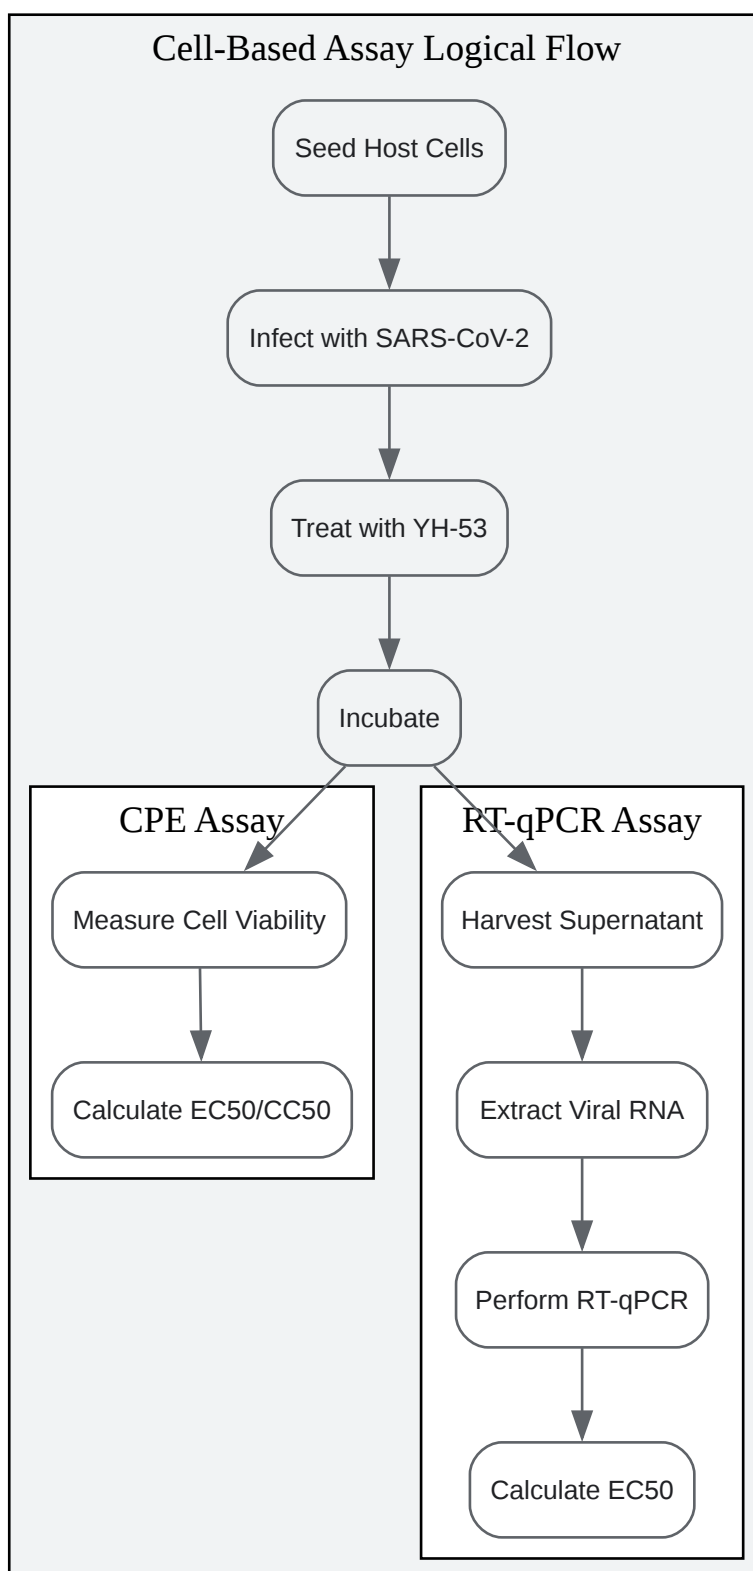 Cell-Based Assay Logical Flow
Seed Host Cells
Infect with SARS-CoV-2
Treat with YH-53
Incubate
CPE Assay
Measure Cell Viability
Calculate EC50/CC50
RT-qPCR Assay
Harvest Supernatant
Extract Viral RNA
Perform RT-qPCR
Calculate EC50